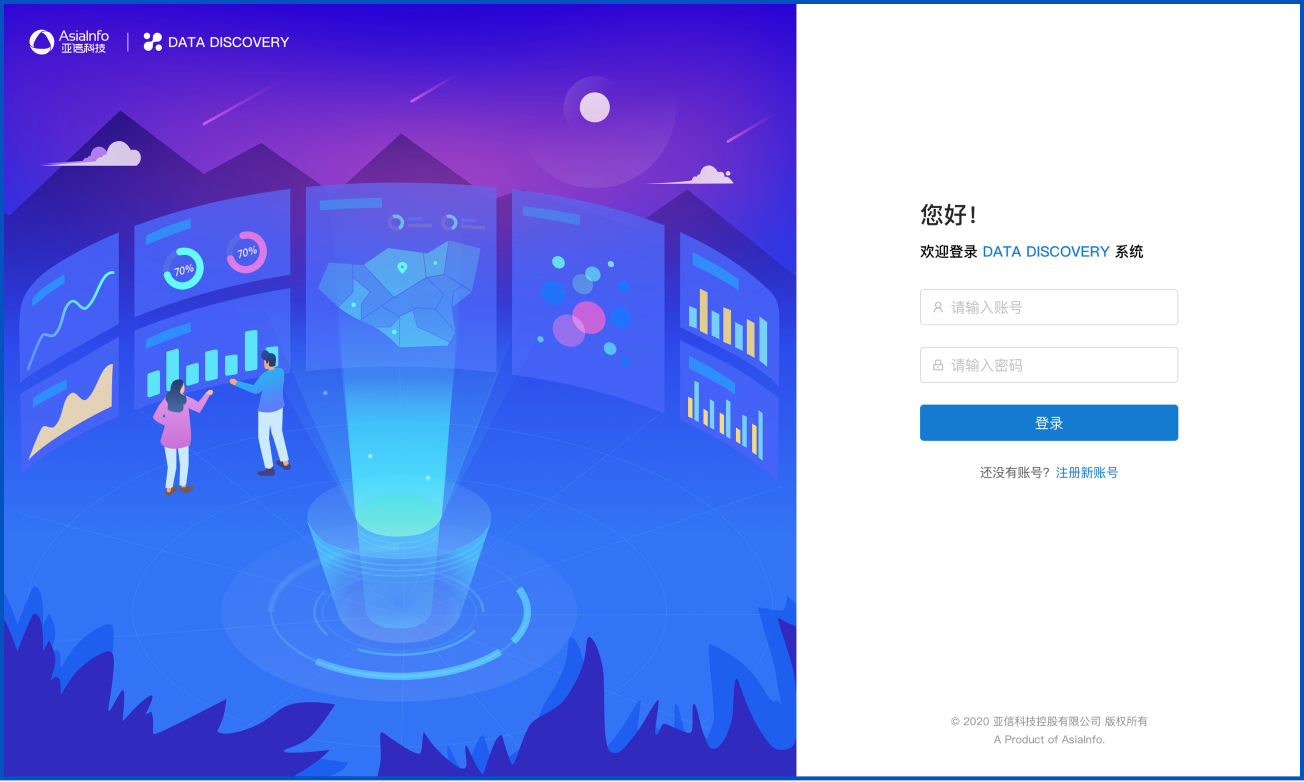 AsiaInfo
亚信科技
DATA DISCOVERY
70%
70%
您好!
欢迎登录 DATA DISCOVERY 系统
请输入账号
请输入密码
登录
还没有账号? 注册新账号
© 2020 亚信科技控股有限公司 版权所有
A Product of AsiaInfo.